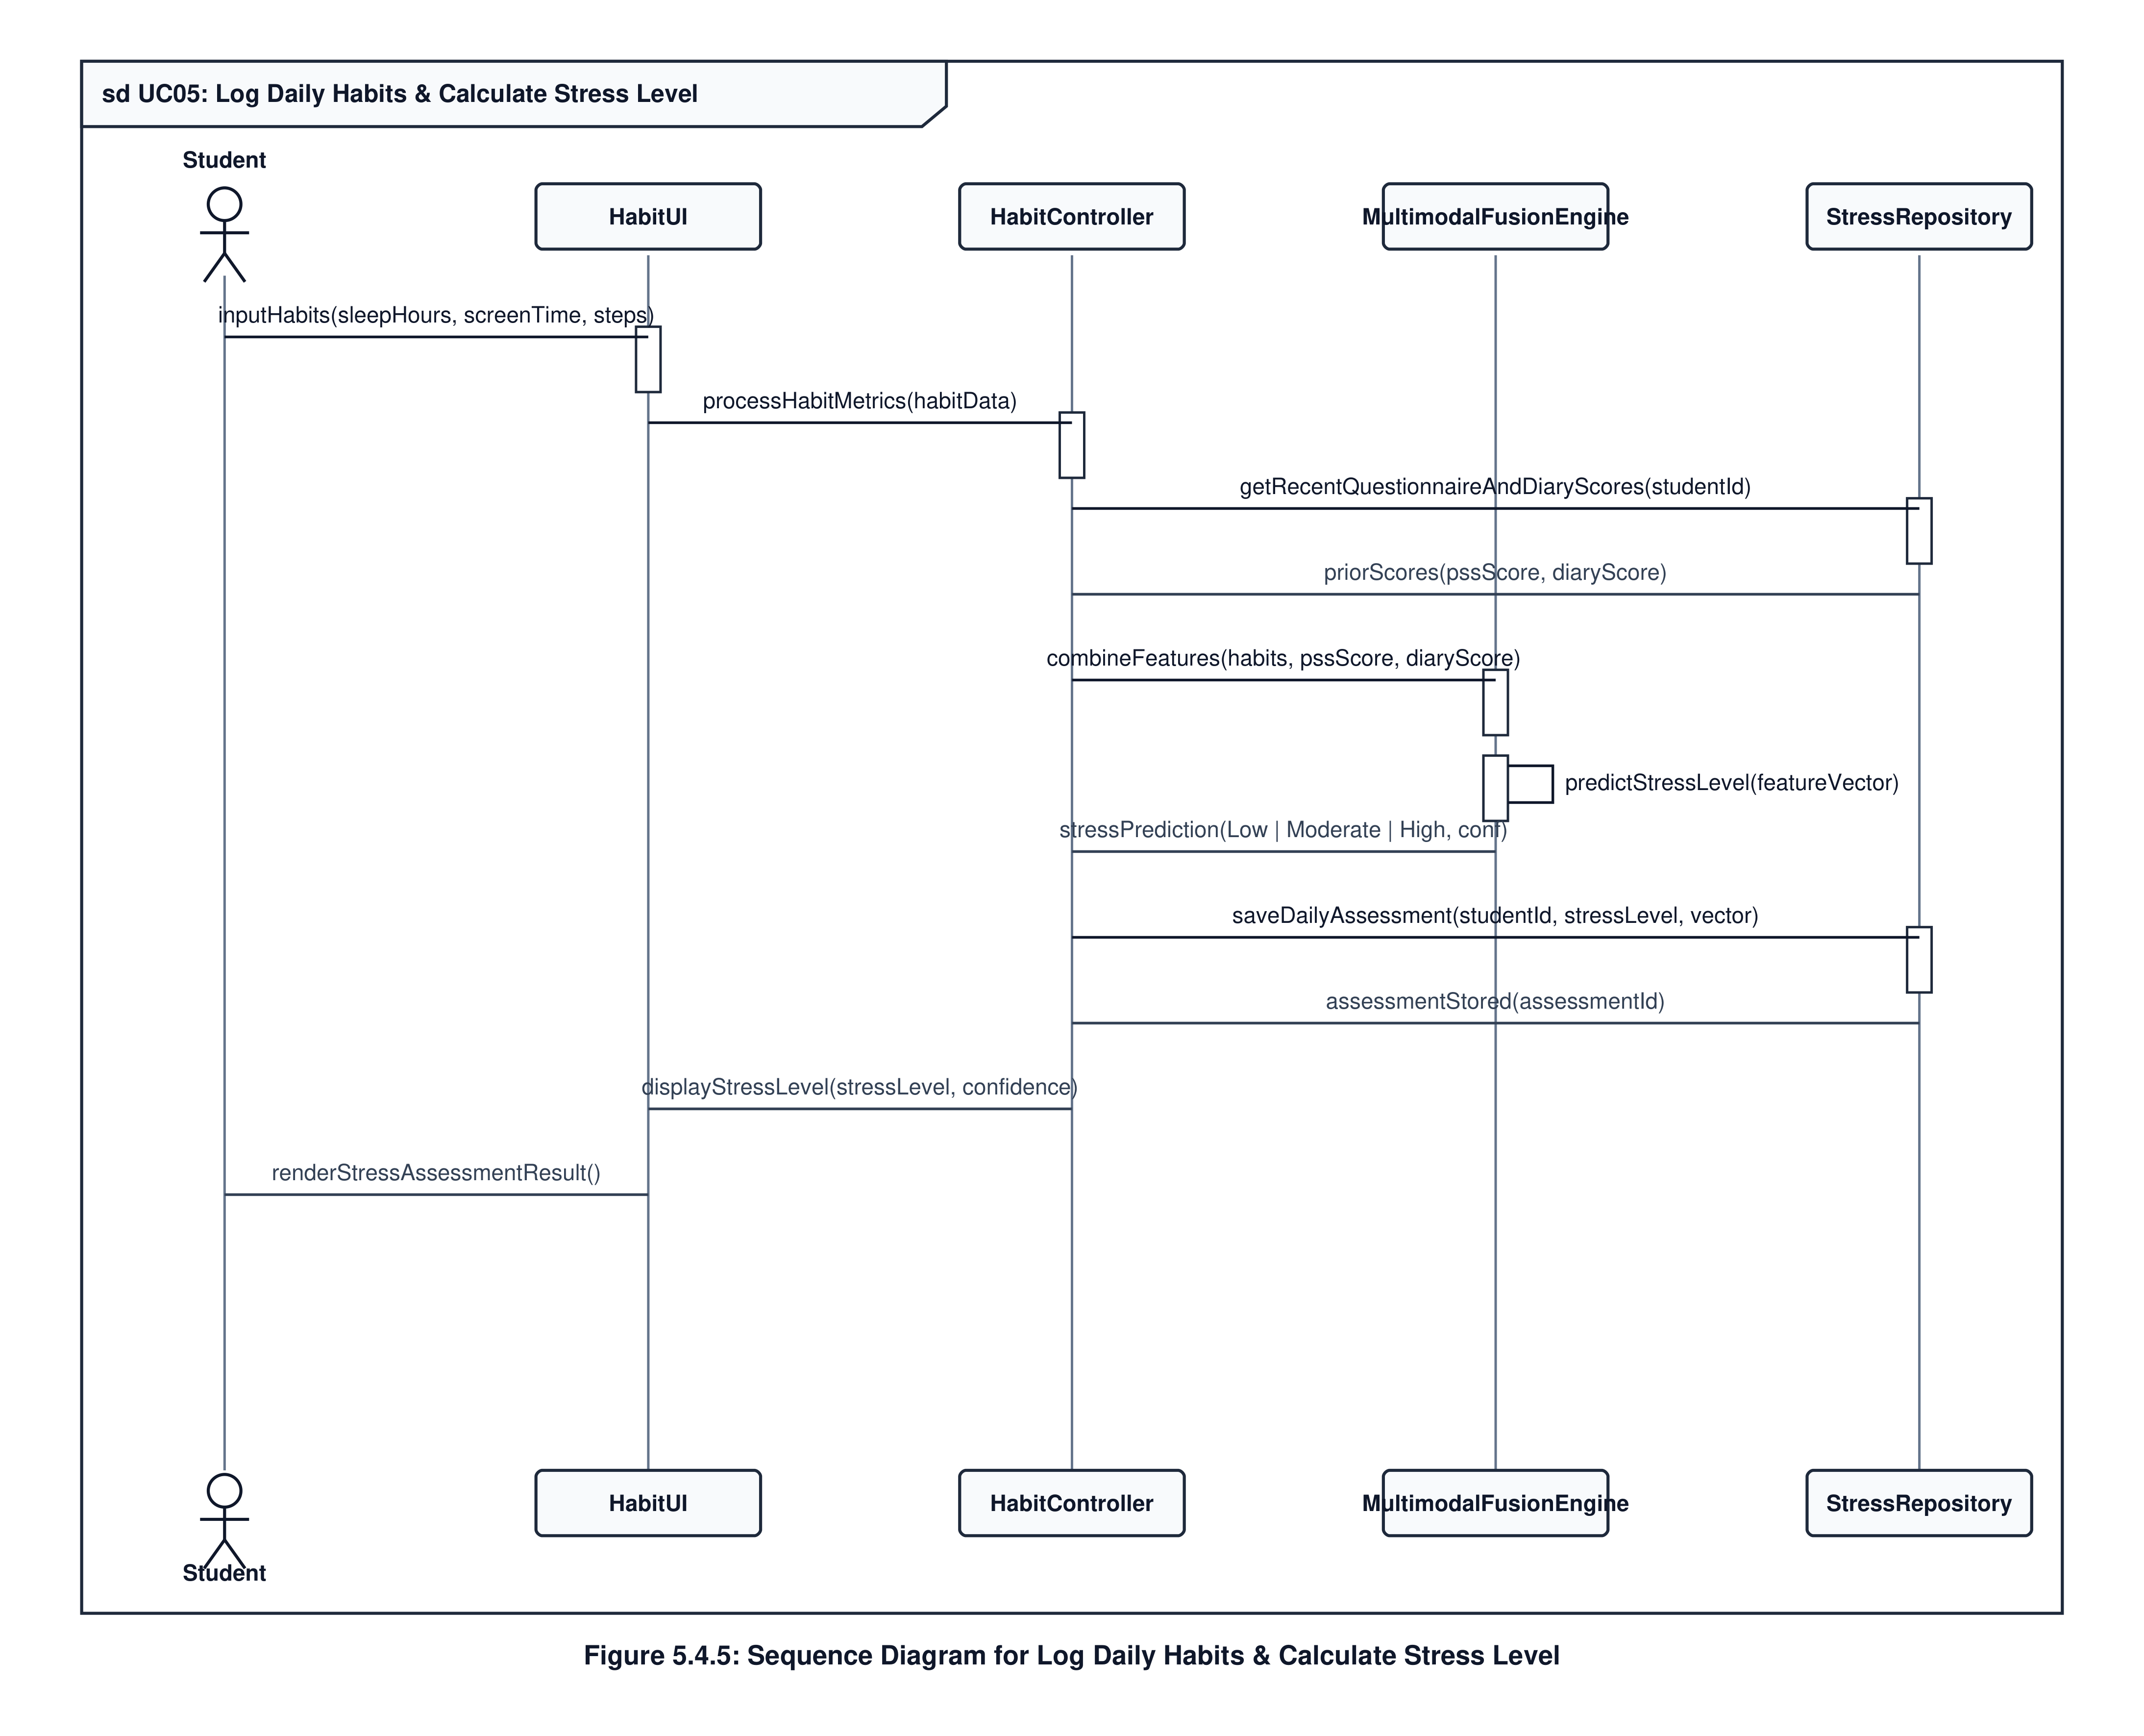 sd UC05: Log Daily Habits & Calculate Stress Level
Student
HabitUI
HabitController
MultimodalFusionEngine
StressRepository
inputHabits(sleepHours, screenTime, steps)
processHabitMetrics(habitData)
getRecentQuestionnaireAndDiaryScores(studentId)
priorScores(pssScore, diaryScore)
combineFeatures(habits, pssScore, diaryScore)
predictStressLevel(featureVector)
stressPrediction(Low | Moderate | High, conf)
saveDailyAssessment(studentId, stressLevel, vector)
assessmentStored(assessmentId)
displayStressLevel(stressLevel, confidence)
renderStressAssessmentResult()
HabitUI
HabitController
MultimodalFusionEngine
StressRepository
Student
Figure 5.4.5: Sequence Diagram for Log Daily Habits & Calculate Stress Level